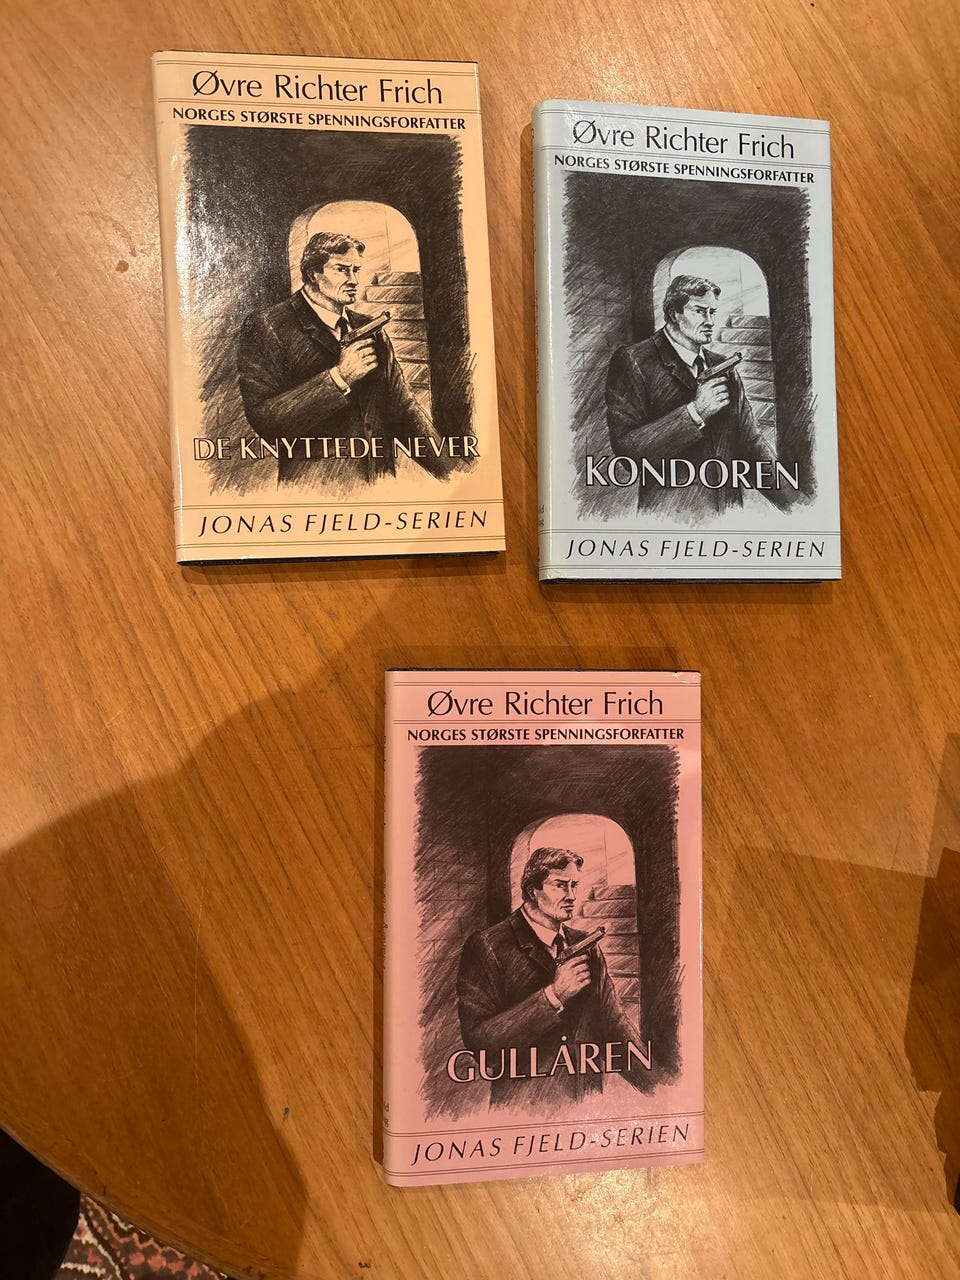 Øvre Richter Frich
NORGES STØRSTE SPENNINGSFORFATTER
DE KNYTTEDE NEVER
JONAS FJELD-SERIEN
Øvre Richter Frich
NORGES STØRSTE SPENNINGSFORFATTER
KONDOREN
JONAS FJELD-SERIEN
Øvre Richter Frich
NORGES STØRSTE SPENNINGSFORFATTER
GULLÅREN
JONAS FJELD-SERIEN